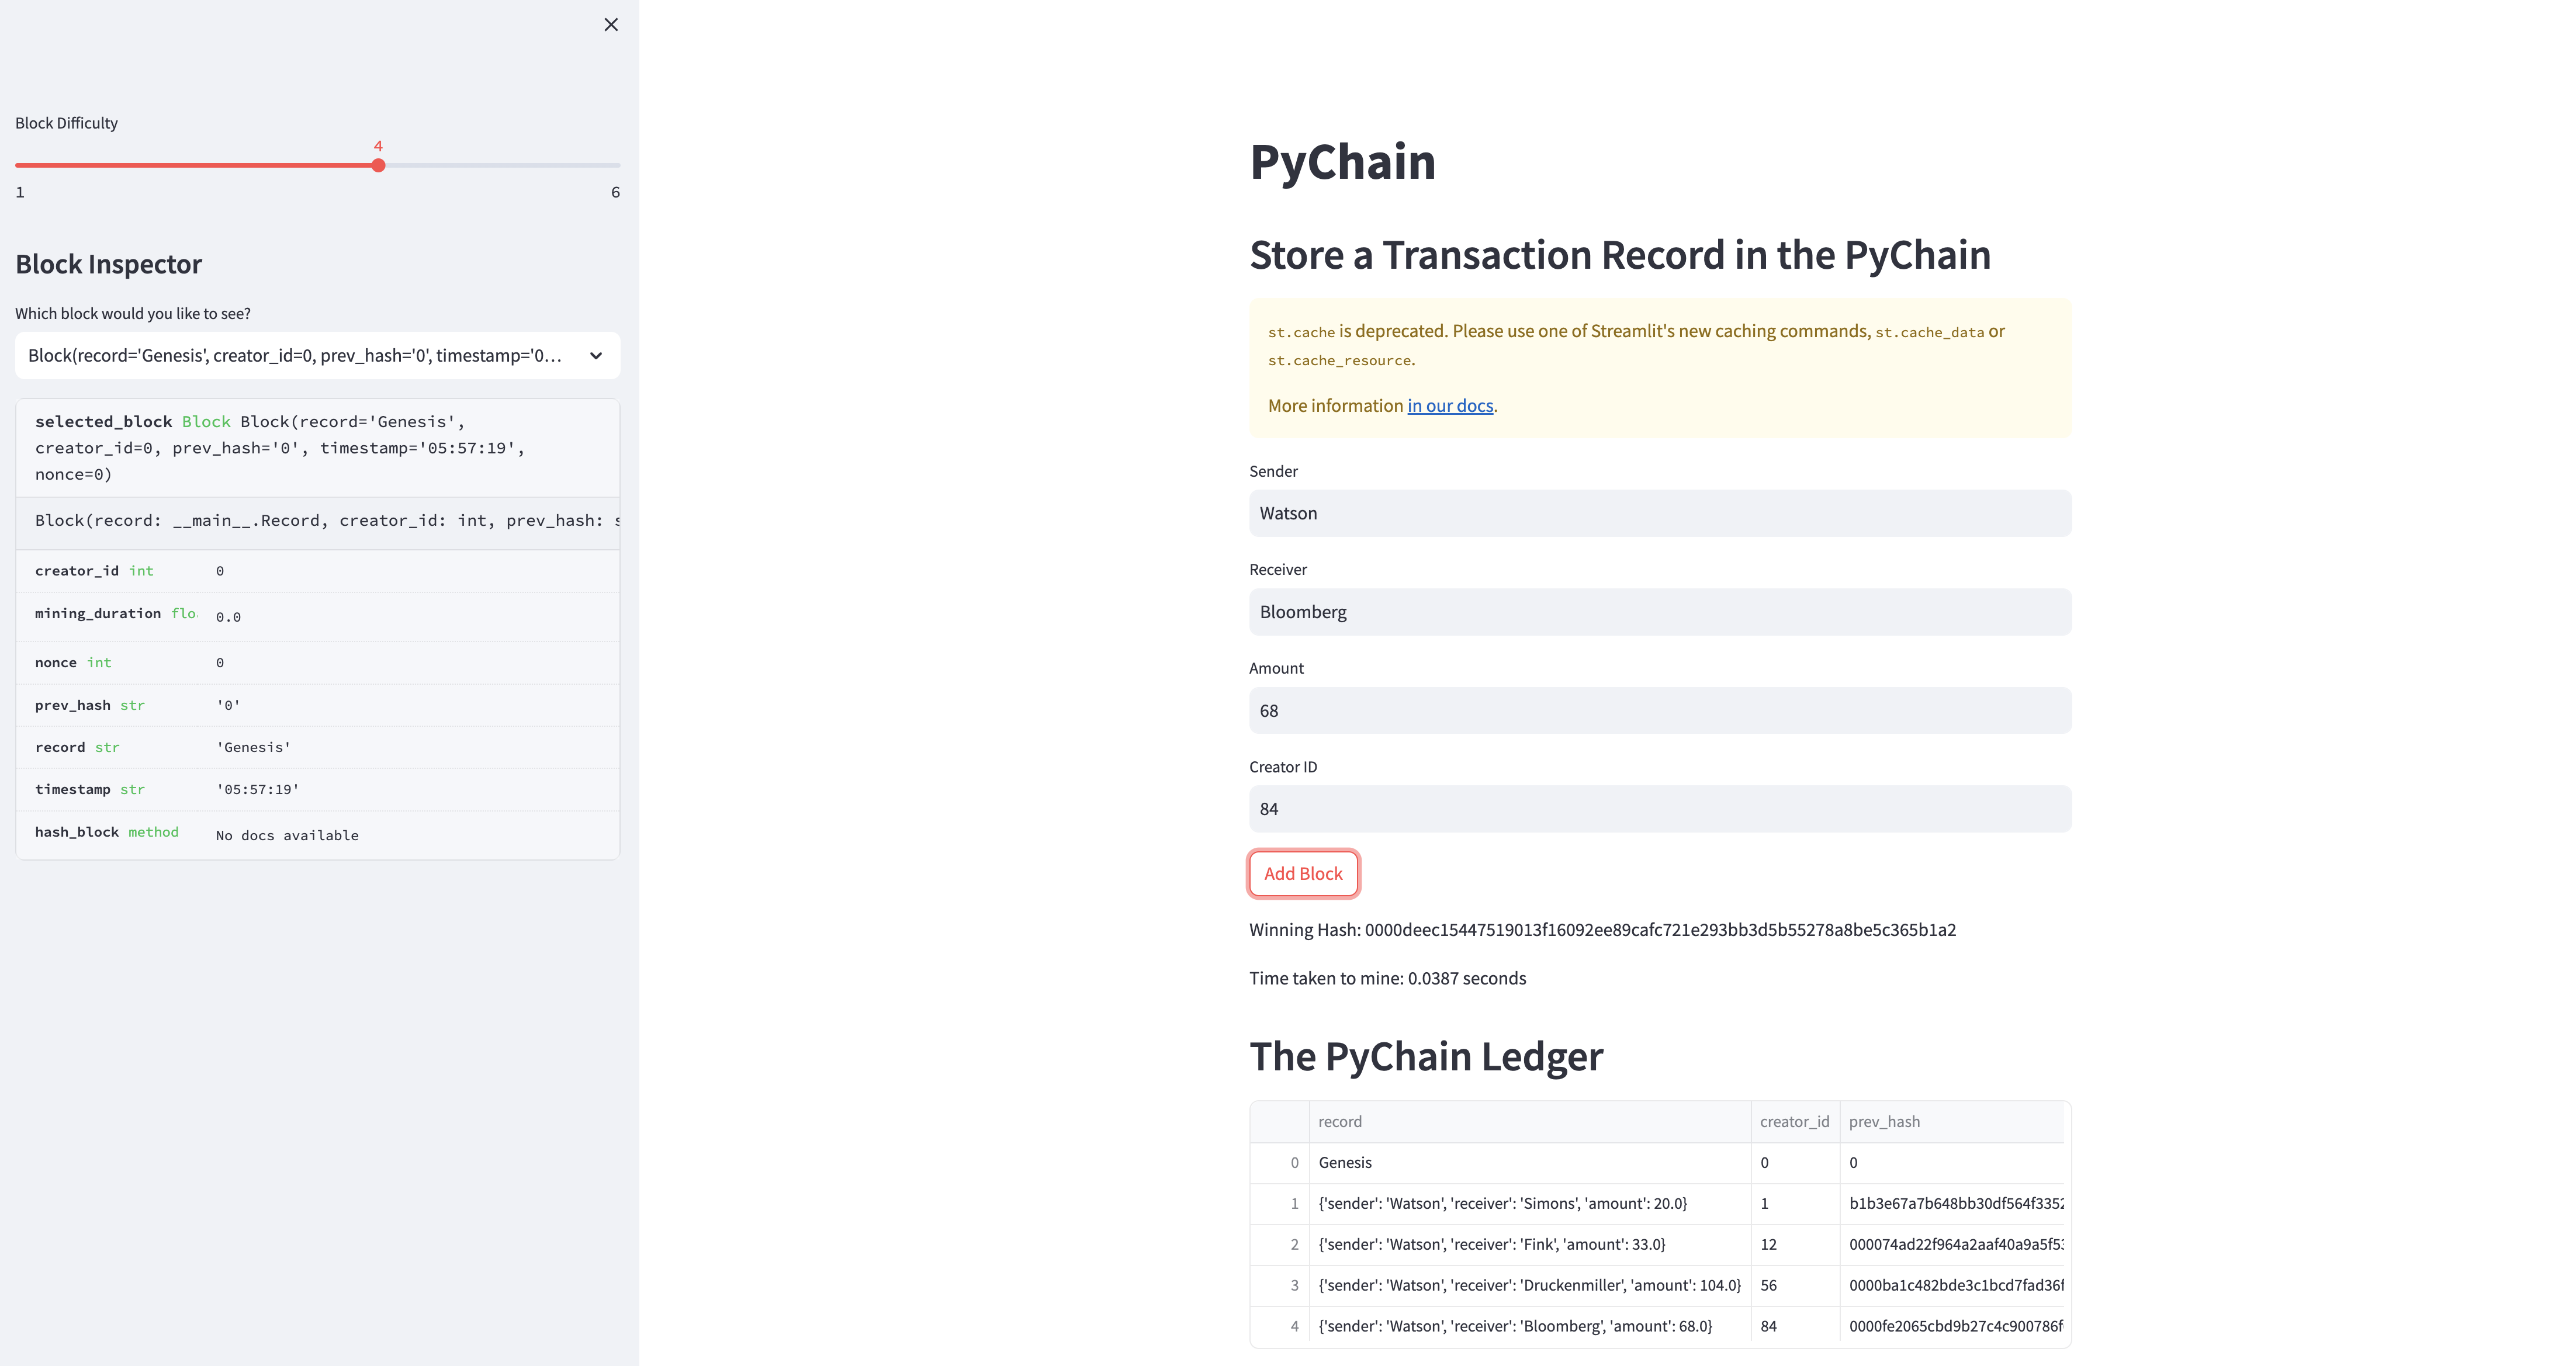 Block Difficulty
4
1
6
Block Inspector
Which block would you like to see?
Block(record='Genesis', creator_id=0, prev_hash='0', timestamp='0…
selected_block Block Block(record='Genesis',
creator_id=0, prev_hash='0', timestamp='05:57:19',
nonce=0)
Block(record: __main__.Record, creator_id: int, prev_hash: s
creator_id int 0
mining_duration flo 0.0
nonce int 0
prev_hash str '0'
record str 'Genesis'
timestamp str '05:57:19'
hash_block method No docs available
PyChain
Store a Transaction Record in the PyChain
st.cache is deprecated. Please use one of Streamlit's new caching commands, st.cache_data or
st.cache_resource.
More information in our docs.
Sender
Watson
Receiver
Bloomberg
Amount
68
Creator ID
84
Add Block
Winning Hash: 0000deec15447519013f16092ee89cafc721e293bb3d5b55278a8be5c365b1a2
Time taken to mine: 0.0387 seconds
The PyChain Ledger
record creator_id prev_hash
0 Genesis 0 0
1 {'sender': 'Watson', 'receiver': 'Simons', 'amount': 20.0} 1 b1b3e67a7b648bb30df564f3352
2 {'sender': 'Watson', 'receiver': 'Fink', 'amount': 33.0} 12 000074ad22f964a2aaf40a9a5f53
3 {'sender': 'Watson', 'receiver': 'Druckenmiller', 'amount': 104.0} 56 0000ba1c482bde3c1bcd7fad36f
4 {'sender': 'Watson', 'receiver': 'Bloomberg', 'amount': 68.0} 84 0000fe2065cbd9b27c4c900786f